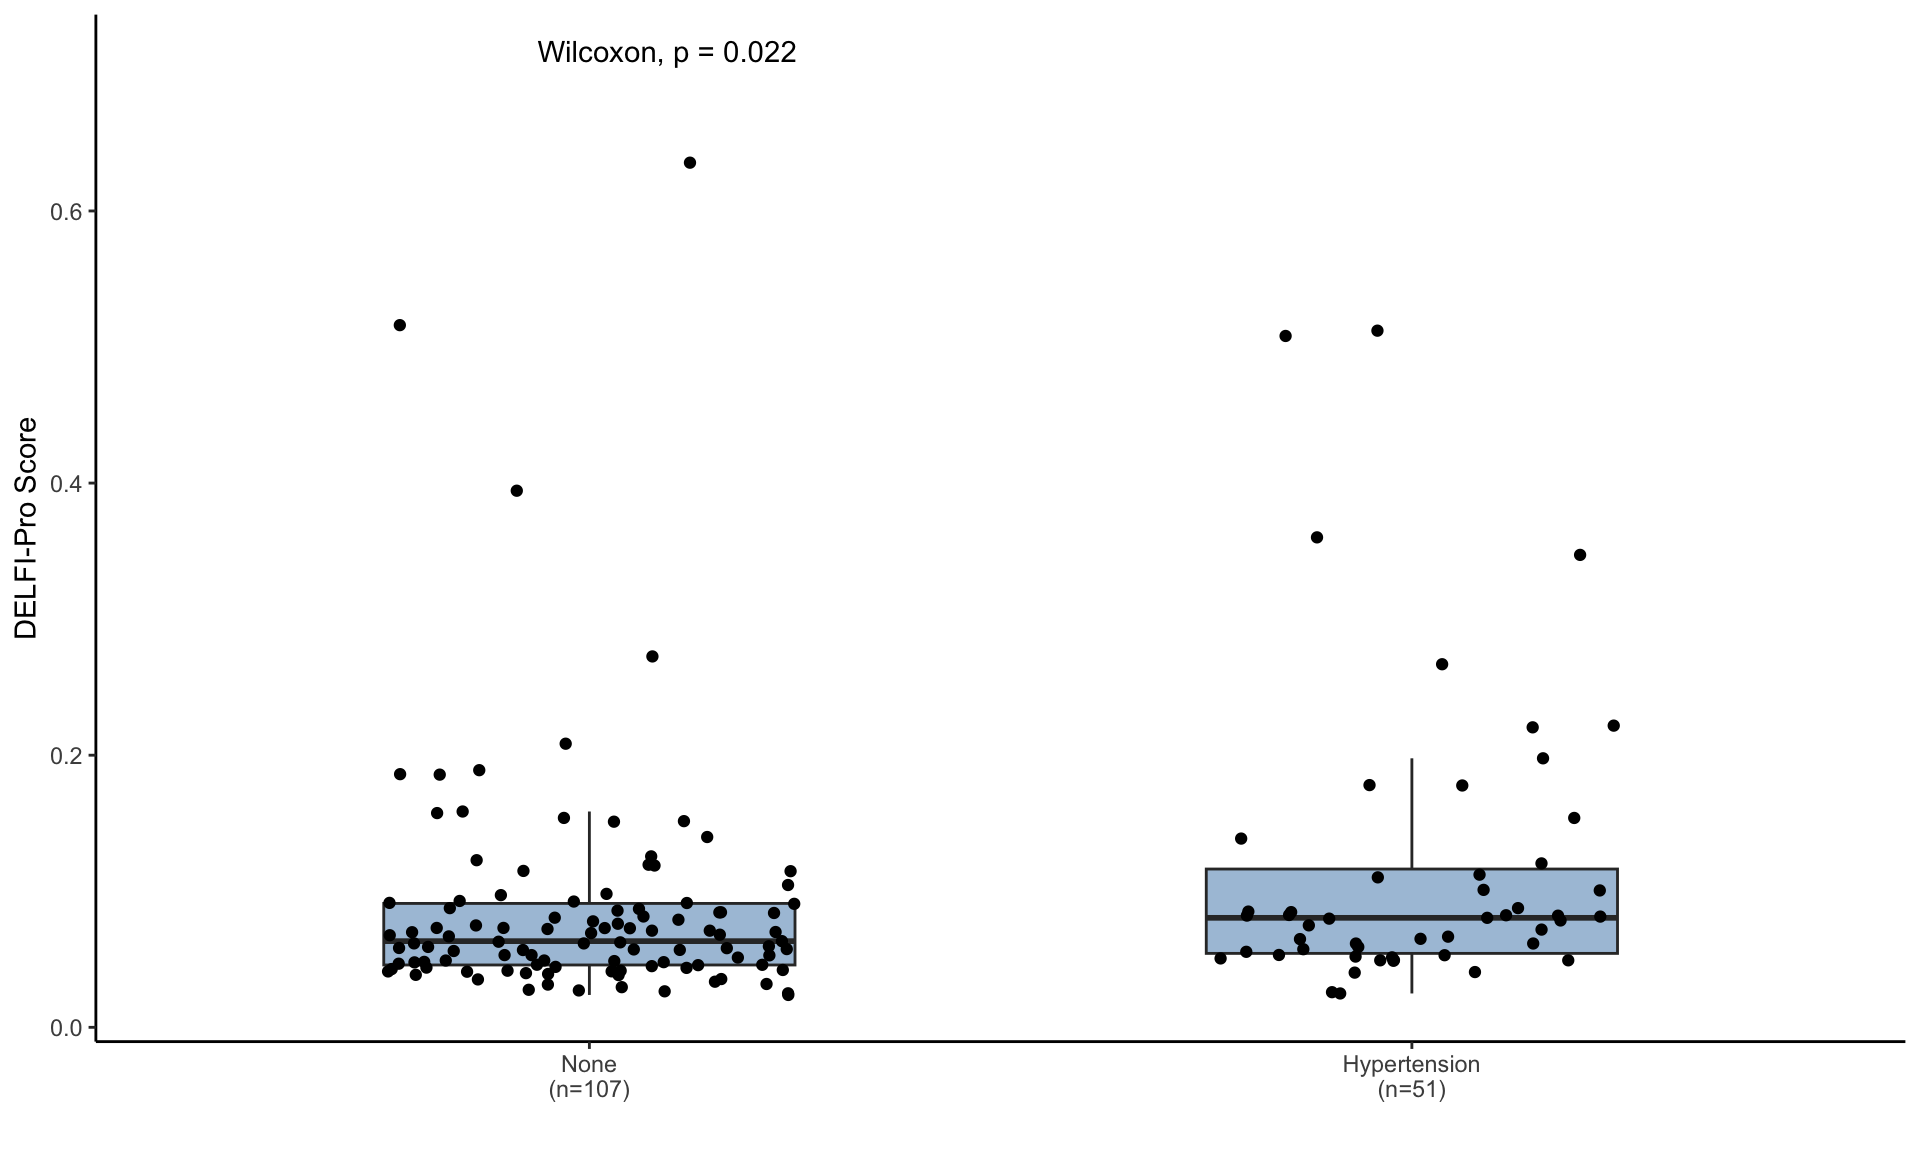 Wilcoxon, p = 0.022
DELFI-Pro Score
0.6
0.4
0.2
0.0
None
(n=107)
Hypertension
(n=51)